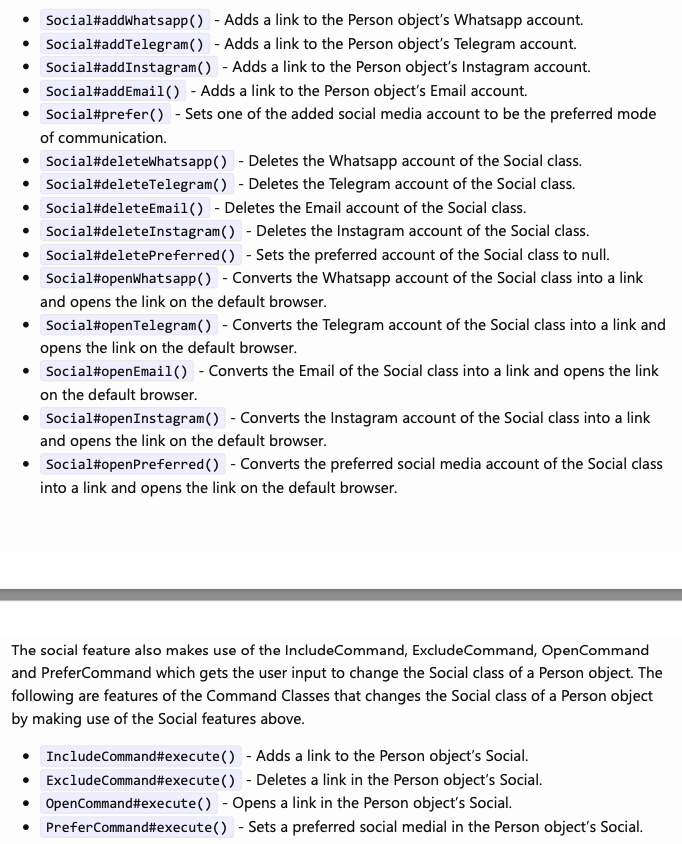 • Social#addWhatsapp() - Adds a link to the Person object's Whatsapp account.
• Social#addTelegram() - Adds a link to the Person object's Telegram account.
• Social#addInstagram() - Adds a link to the Person object's Instagram account.
• Social#addEmail() - Adds a link to the Person object's Email account.
• Social#prefer() - Sets one of the added social media account to be the preferred mode
of communication.
• Social#deleteWhatsapp() - Deletes the Whatsapp account of the Social class.
• Social#deleteTelegram() - Deletes the Telegram account of the Social class.
• Social#deleteEmail() - Deletes the Email account of the Social class.
• Social#deleteInstagram() - Deletes the Instagram account of the Social class.
• Social#deletePreferred() - Sets the preferred account of the Social class to null.
• Social#openWhatsapp() - Converts the Whatsapp account of the Social class into a link
and opens the link on the default browser.
• Social#openTelegram() - Converts the Telegram account of the Social class into a link and
opens the link on the default browser.
• Social#openEmail() - Converts the Email of the Social class into a link and opens the link
on the default browser.
• Social#openInstagram() - Converts the Instagram account of the Social class into a link
and opens the link on the default browser.
• Social#openPreferred() - Converts the preferred social media account of the Social class
into a link and opens the link on the default browser.
The social feature also makes use of the IncludeCommand, ExcludeCommand, OpenCommand
and PreferCommand which gets the user input to change the Social class of a Person object. The
following are features of the Command Classes that changes the Social class of a Person object
by making use of the Social features above.
• IncludeCommand#execute() - Adds a link to the Person object's Social.
• ExcludeCommand#execute() - Deletes a link in the Person object's Social.
• OpenCommand#execute() - Opens a link in the Person object's Social.
• PreferCommand#execute() - Sets a preferred social medial in the Person object's Social.